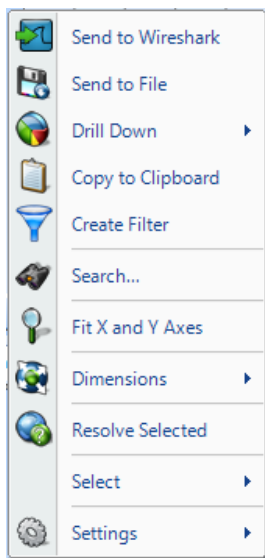 Send to Wireshark
Send to File
Drill Down
Copy to Clipboard
Create Filter
Search...
Fit X and Y Axes
Dimensions
Resolve Selected
Select
Settings